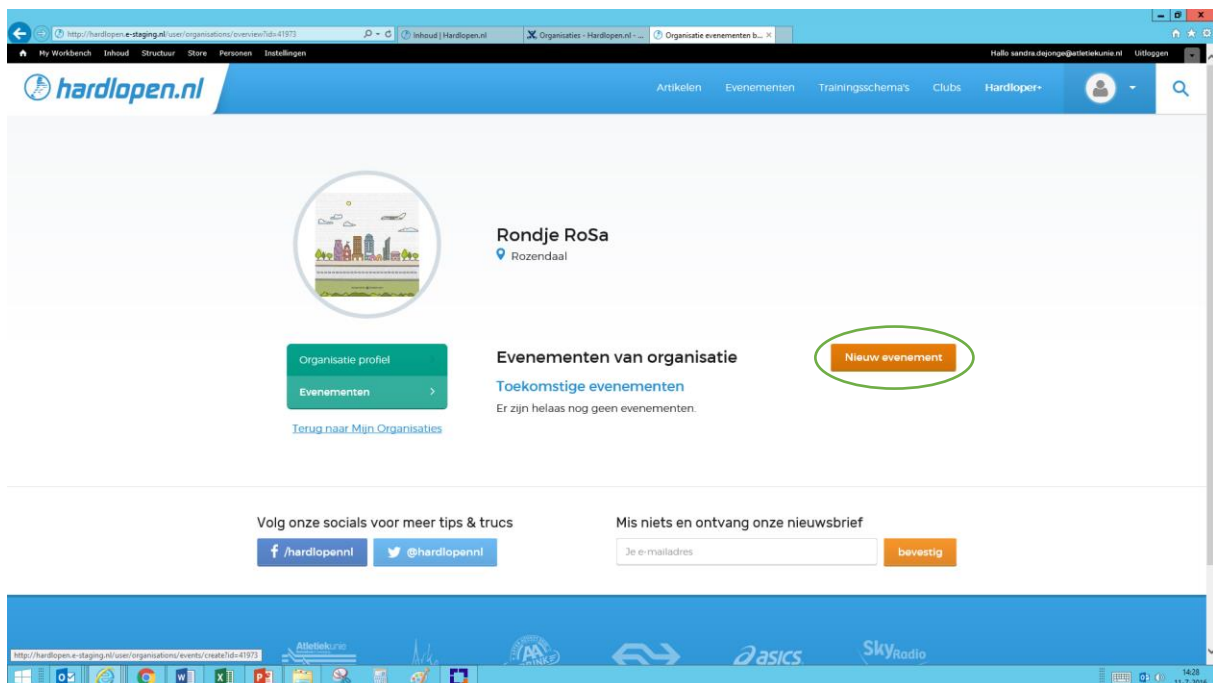 http://hardlopen.e-staging.nl/user/organisations/overview?id=41973
Inhoud | Hardlopen.nl
Organisaties - Hardlopen.nl - ...
Organisatie evenementen b...
My Workbench Inhoud Structuur Store Personen Instellingen
Hallo sandra.dejonge@atletiekunie.nl Uitloggen
hardlopen.nl
Artikelen Evenementen Trainingsschema's Clubs Hardloper+
Rondje RoSa
Rozendaal
Organisatie profiel
Evenementen
Terug naar Mijn Organisaties
Evenementen van organisatie
Nieuw evenement
Toekomstige evenementen
Er zijn helaas nog geen evenementen.
Volg onze socials voor meer tips & trucs
/hardlopennl @hardlopennl
Mis niets en ontvang onze nieuwsbrief
Je e-mailadres bevestig
Atletiekunie
asics
SkyRadio
http://hardlopen.e-staging.nl/user/organisations/events/create?id=41973
14:28
11-7-2016